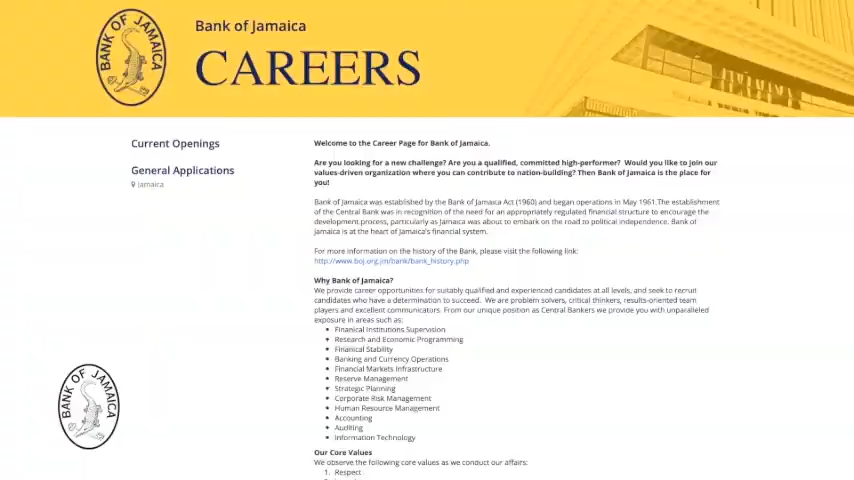 BANK OF JAMAICA
Bank of Jamaica
CAREERS
Current Openings
General Applications
Jamaica
Welcome to the Career Page for Bank of Jamaica.
Are you looking for a new challenge? Are you a qualified, committed high-performer? Would you like to join our
values-driven organization where you can contribute to nation-building? Then Bank of Jamaica is the place for
you!
Bank of Jamaica was established by the Bank of Jamaica Act (1960) and began operations in May 1961.The establishment
of the Central Bank was in recognition of the need for an appropriately regulated financial structure to encourage the
development process, particularly as Jamaica was about to embark on the road to political independence. Bank of
Jamaica is at the heart of Jamaica's financial system.
For more information on the history of the Bank, please visit the following link:
http://www.boj.org.jm/bank/bank_history.php
Why Bank of Jamaica?
We provide career opportunities for suitably qualified and experienced candidates at all levels, and seek to recruit
candidates who have a determination to succeed. We are problem solvers, critical thinkers, results-oriented team
players and excellent communicators. From our unique position as Central Bankers we provide you with unparalleled
exposure in areas such as:
• Finanical Institutions Supervision
• Research and Economic Programming
• Finanical Stability
• Banking and Currency Operations
• Financial Markets Infrastructure
• Reserve Management
• Strategic Planning
• Corporate Risk Management
• Human Resource Management
• Accounting
• Auditing
• Information Technology
Our Core Values
We observe the following core values as we conduct our affairs:
1. Respect
BANK OF JAMAICA